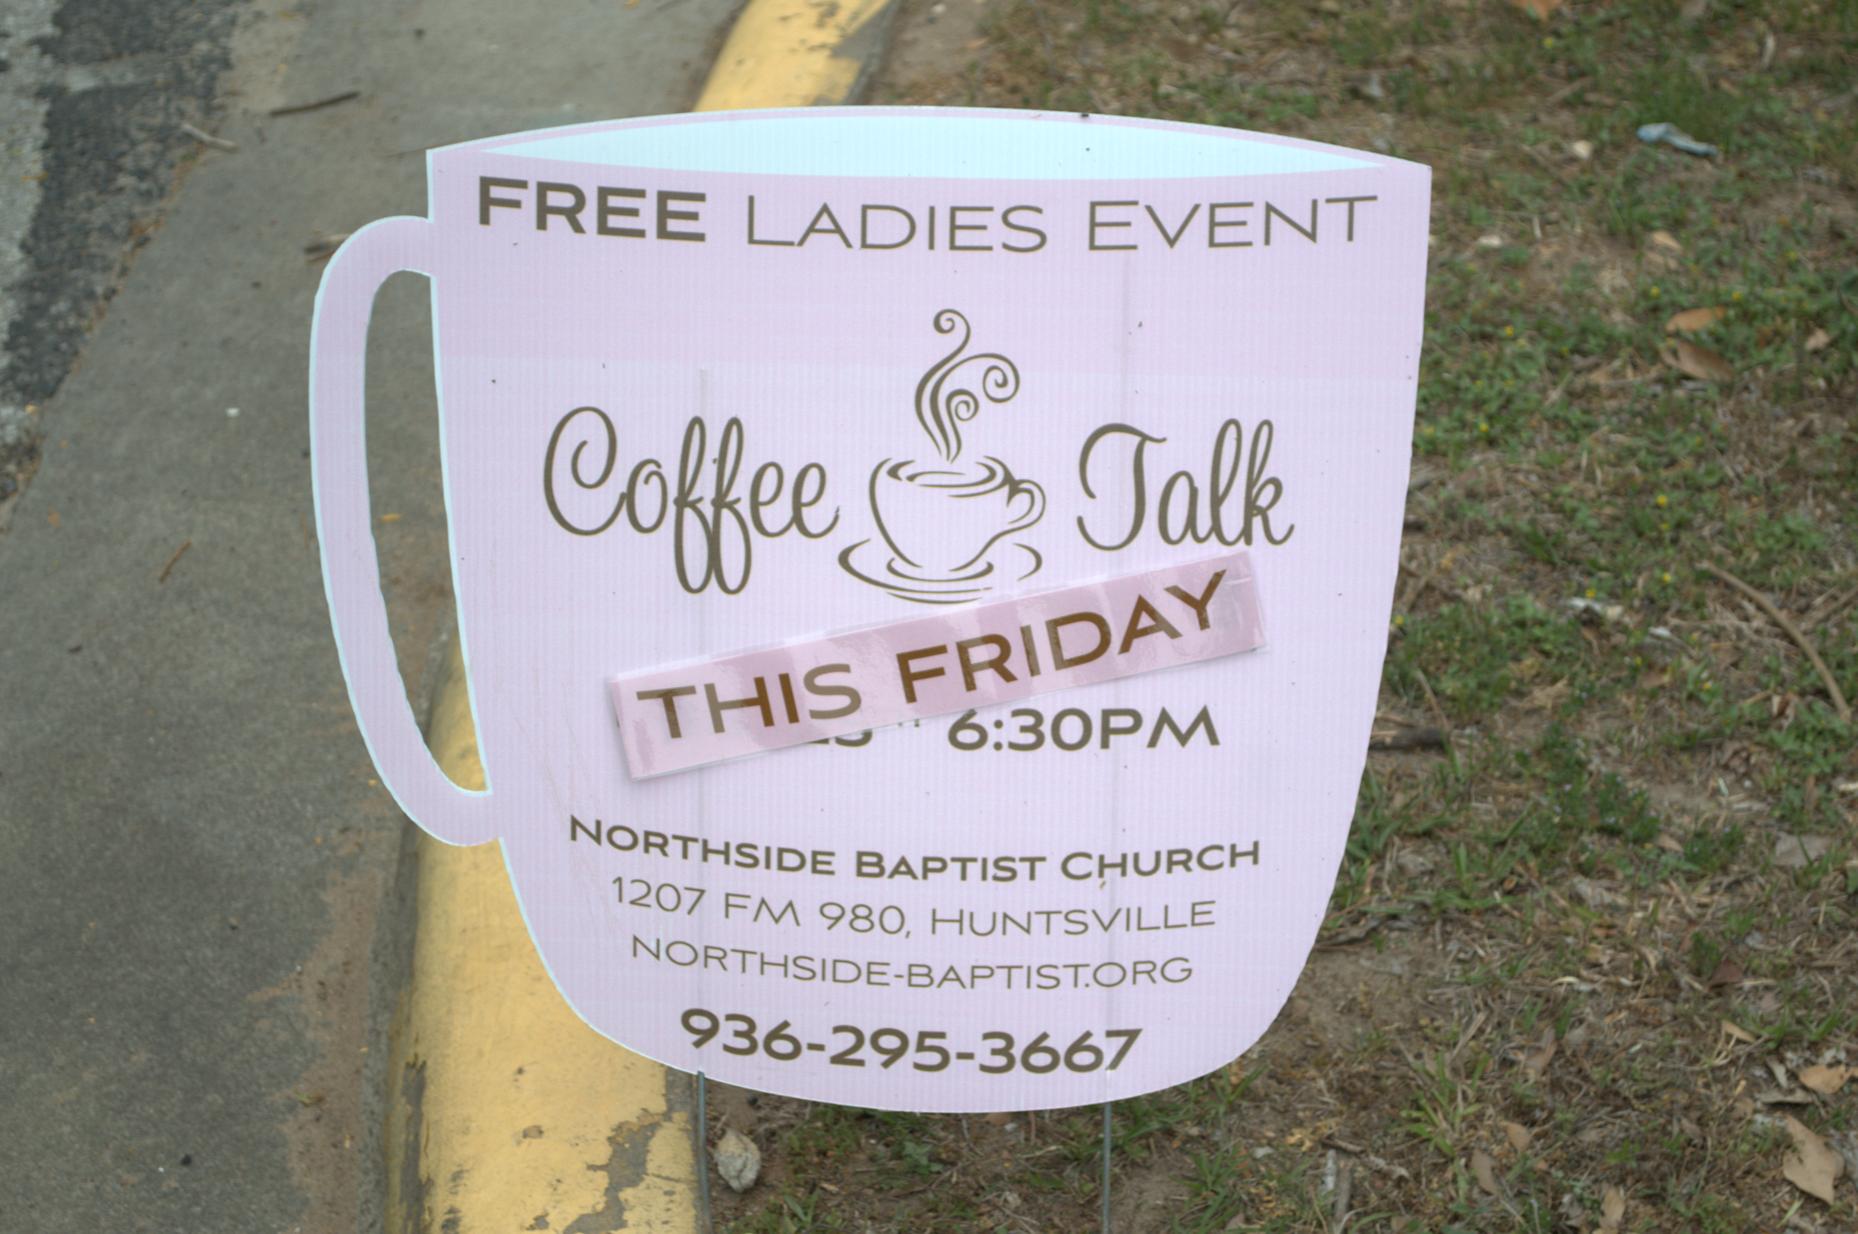 FREE LADIES EVENT
Coffee Talk
THIS FRIDAY
6:30PM
NORTHSIDE BAPTIST CHURCH
1207 FM 980, HUNTSVILLE
NORTHSIDE-BAPTIST.ORG
936-295-3667